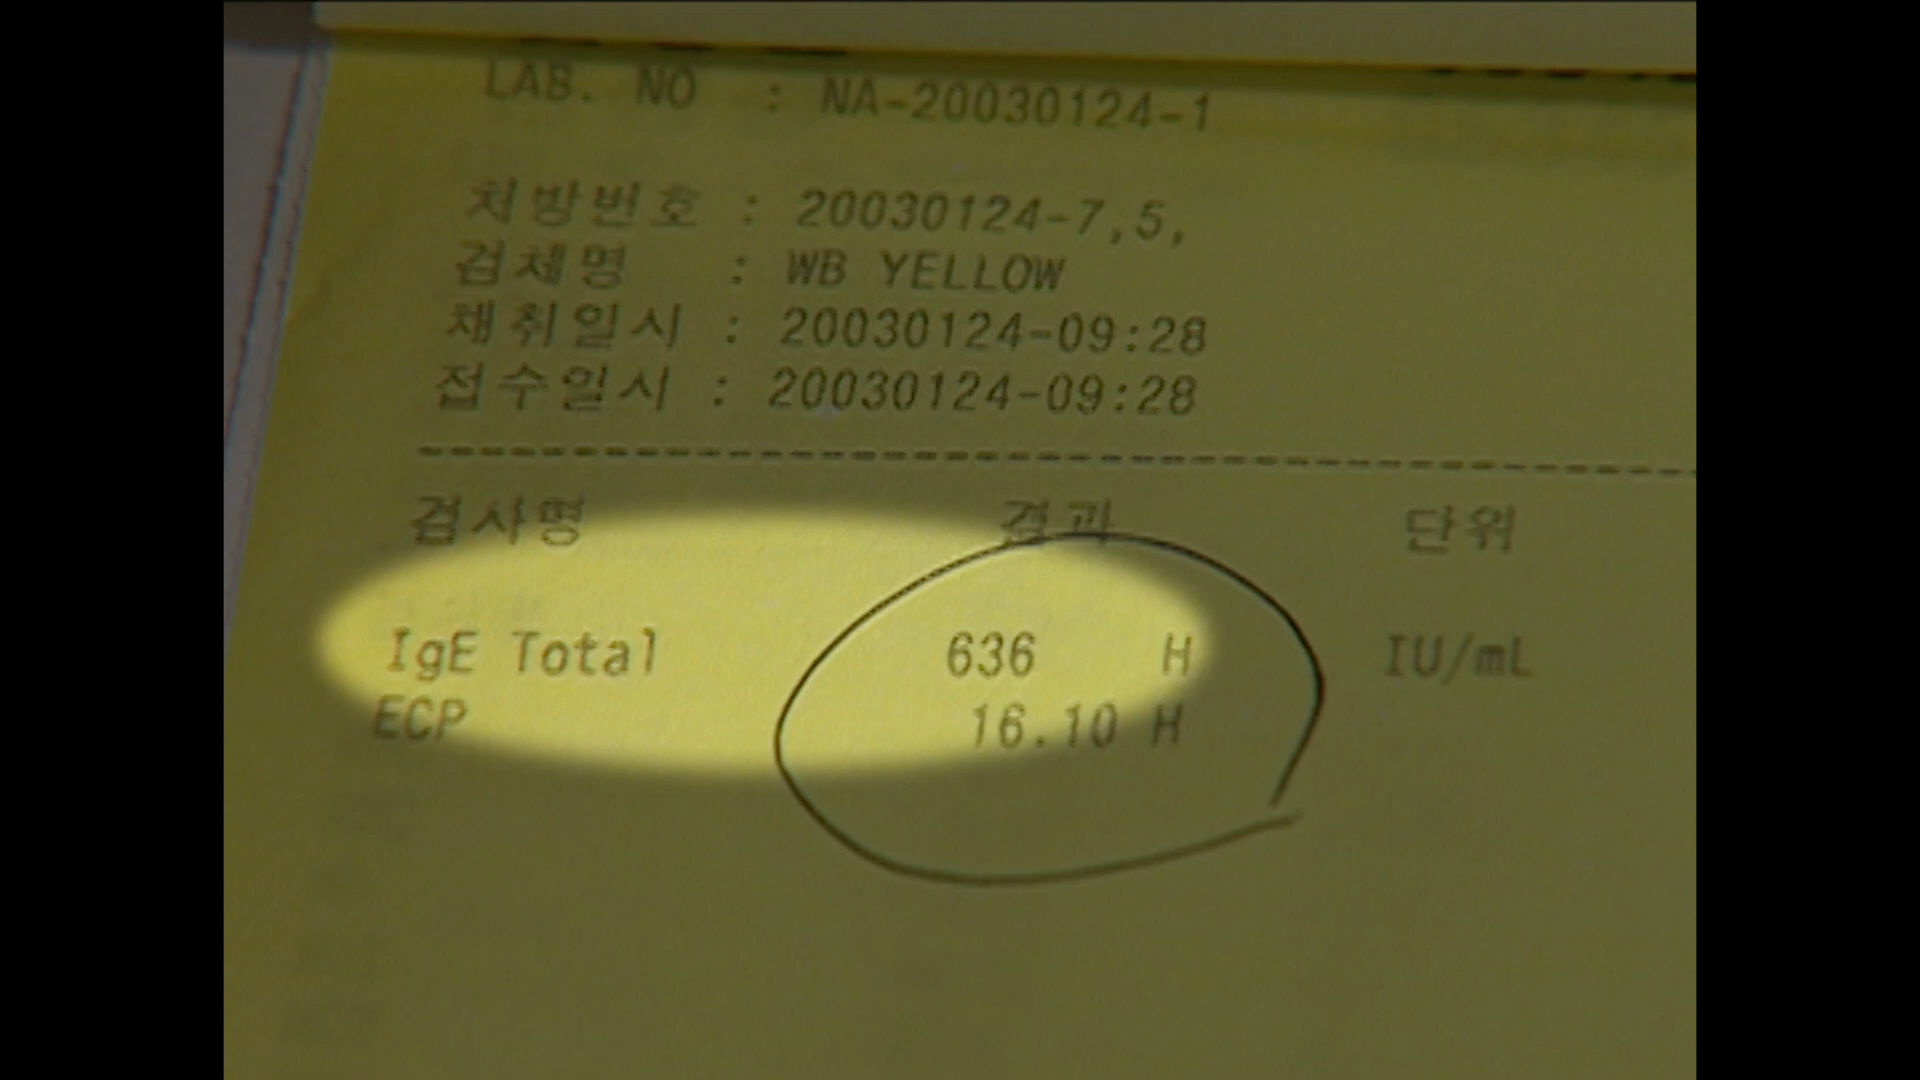 LAB. NO : NA-20030124-1
처방번호 : 20030124-7,5,
검체명 : WB YELLOW
채취일시 : 20030124-09:28
접수일시 : 20030124-09:28
--------------------------------------------
검사명 결과 단위
IgE Total 636 H IU/mL
ECP 16.10 H